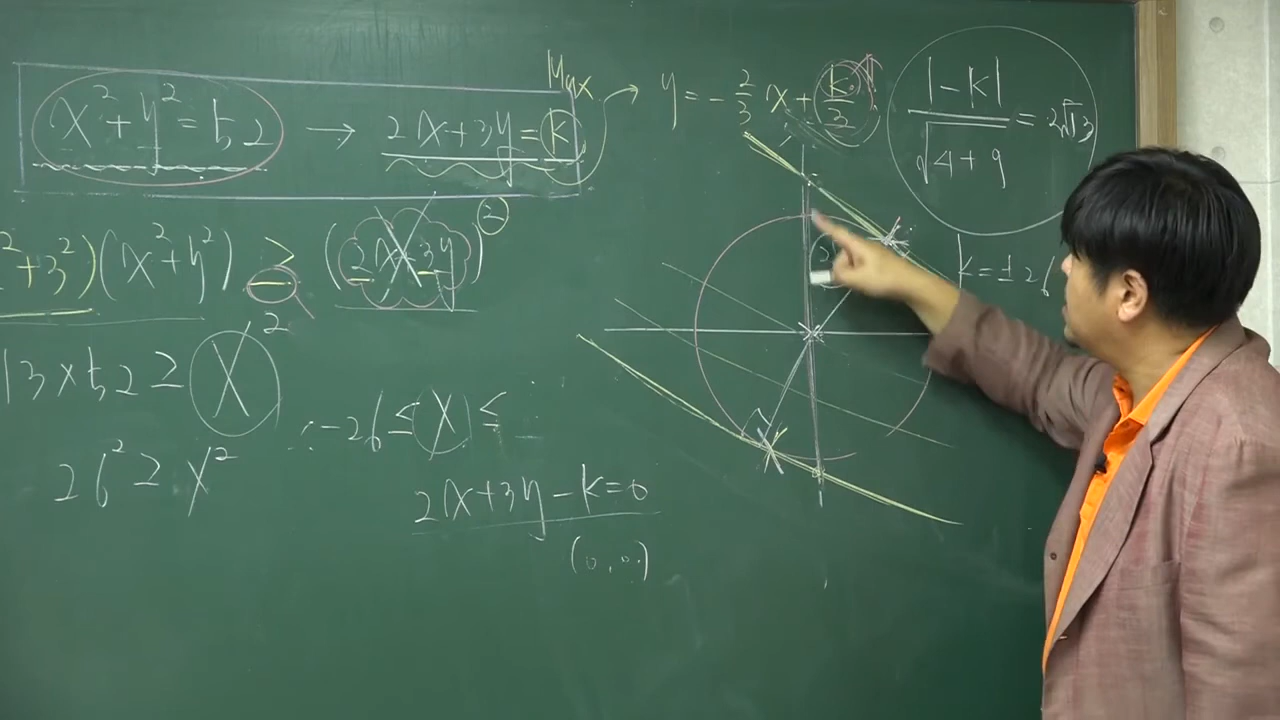 x² + y² = 52 → 2x + 3y = k
Max
y = - 2/3 x + k/3
|-k| / √(4+9) = 2√13
k = ±26
²+3²)(x²+y²) ≥ (2x+3y)²
13×52 ≥ X²
26² ≥ X²
∴ -26 ≤ X ≤
2x+3y-k=0
(0,0)